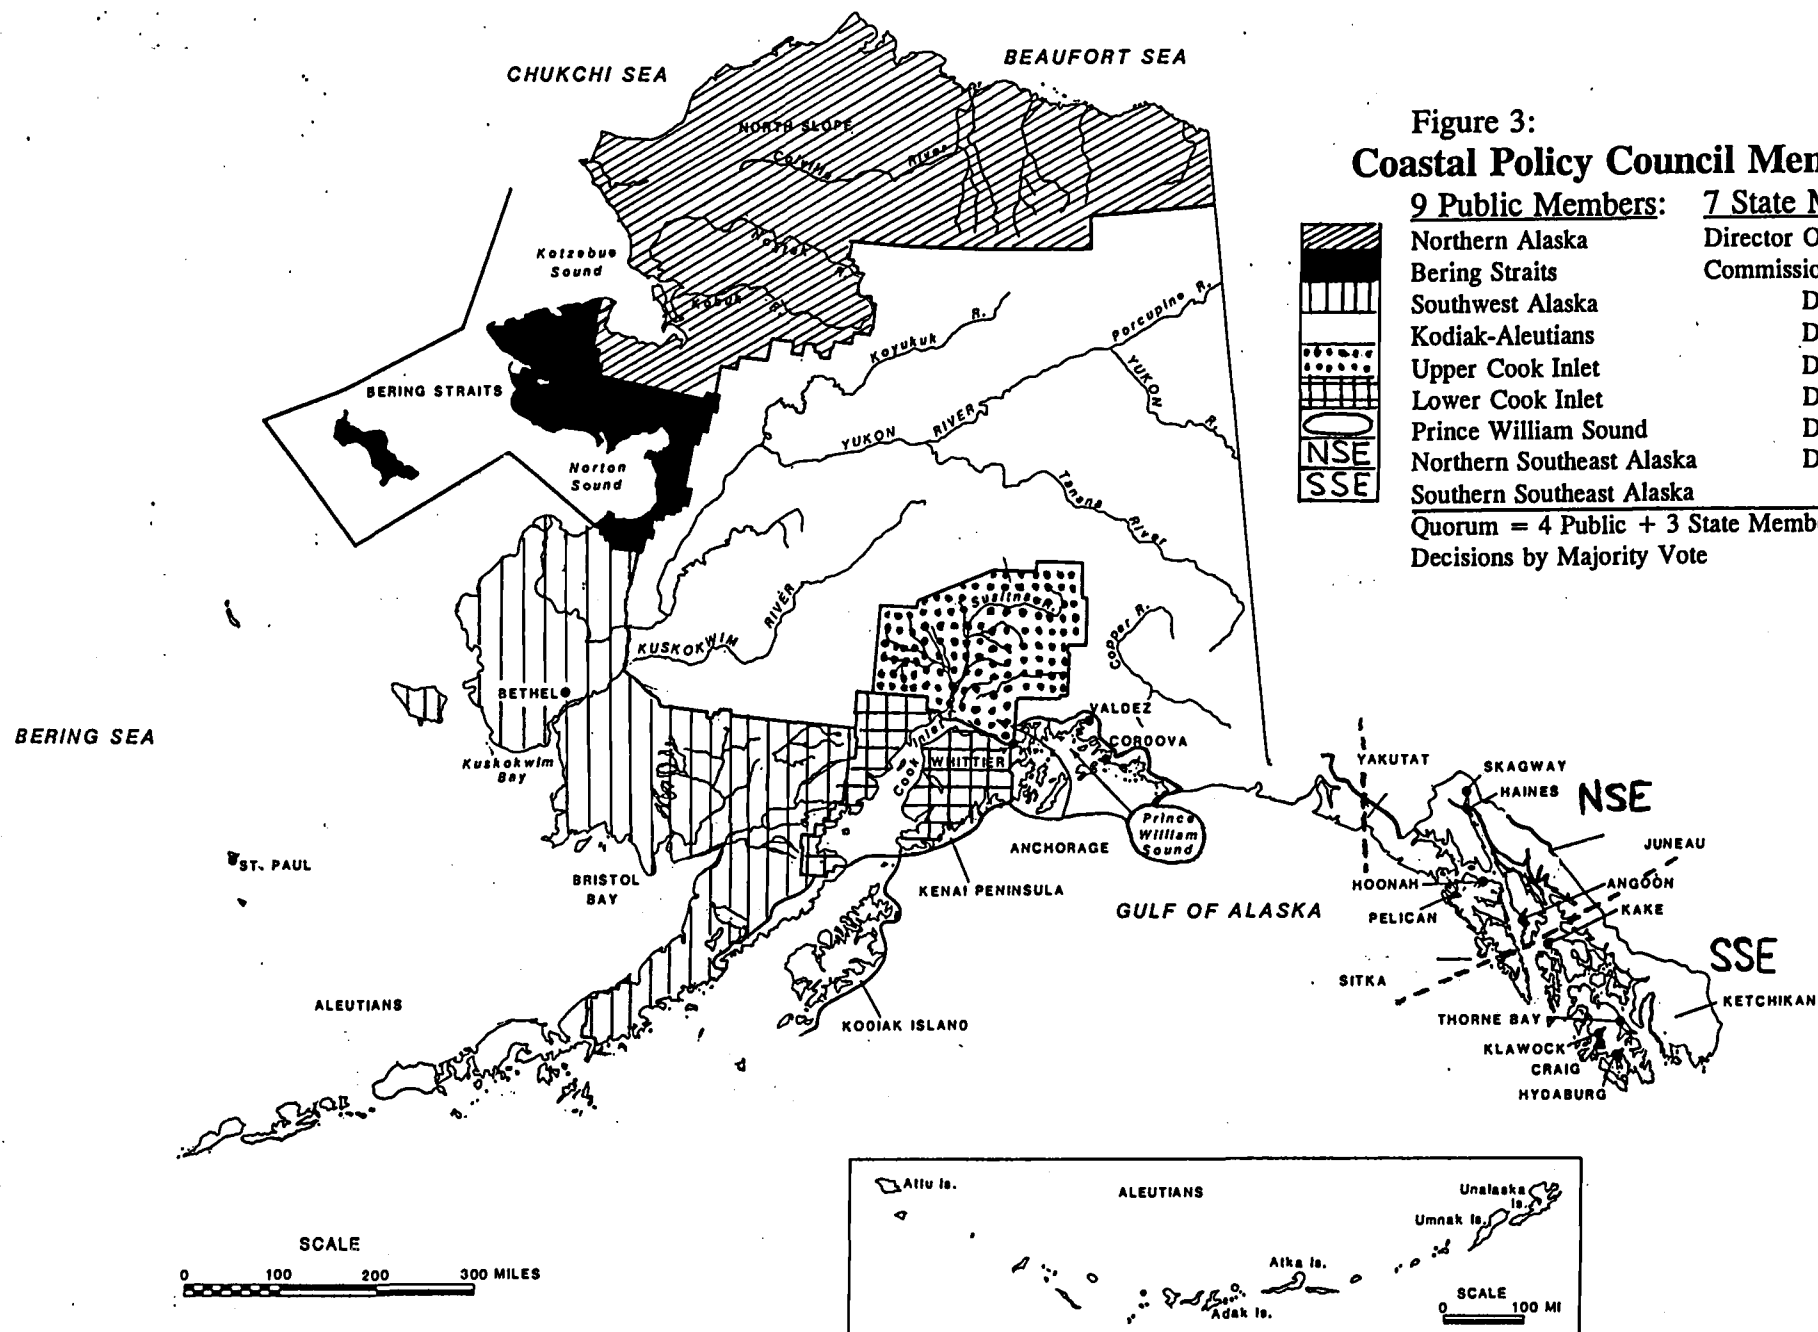 CHUKCHI SEA
BEAUFORT SEA
Figure 3:
Coastal Policy Council Mem
9 Public Members: 7 State M
Northern Alaska Director O
Bering Straits Commissio
Southwest Alaska D
Kodiak-Aleutians D
Upper Cook Inlet D
Lower Cook Inlet D
Prince William Sound D
NSE Northern Southeast Alaska D
SSE Southern Southeast Alaska
Quorum = 4 Public + 3 State Memb
Decisions by Majority Vote
NORTH SLOPE
Colville River
Kotzebue
Sound
Noatak R.
Kobuk R.
Koyukuk R.
Porcupine R.
YUKON R.
BERING STRAITS
YUKON RIVER
Norton
Sound
Tanana River
Susitna R.
KUSKOKWIM RIVER
Copper R.
BETHEL
BERING SEA
Kuskokwim
Bay
VALDEZ
CORDOVA
Cook Inlet
WHITTIER
YAKUTAT
SKAGWAY
HAINES
NSE
Prince
William
Sound
ANCHORAGE
JUNEAU
ST. PAUL
BRISTOL
BAY
KENAI PENINSULA
HOONAH
ANGOON
PELICAN
KAKE
GULF OF ALASKA
SSE
SITKA
ALEUTIANS
KETCHIKAN
KODIAK ISLAND
THORNE BAY
KLAWOCK
CRAIG
HYDABURG
Attu Is.
ALEUTIANS
Unalaska
Is.
Umnak Is.
Atka Is.
Adak Is.
SCALE
0 100 200 300 MILES
SCALE
0 100 MI